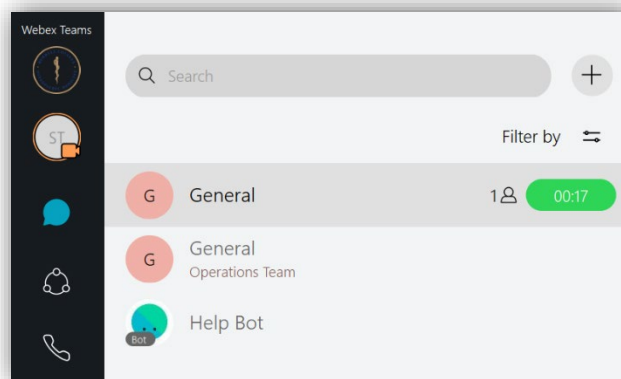 Webex Teams
Search
ST
Filter by
G General 1 00:17
G General
Operations Team
Help Bot
Bot